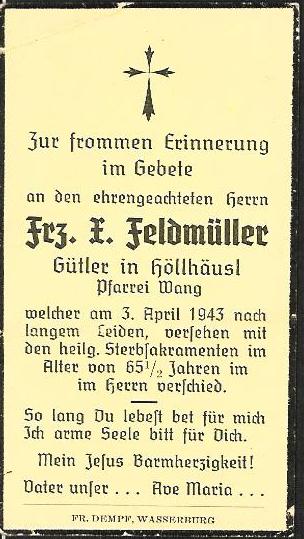 Zur frommen Erinnerung
im Gebete
an den ehrengeachteten Herrn
Frz. X. Feldmüller
Gütler in Höllhäusl
Pfarrei Wang
welcher am 3. April 1943 nach
langem Leiden, versehen mit
den heilg. Sterbsakramenten im
Alter von 65½ Jahren im
im Herrn verschied.
So lang Du lebest bet für mich
Ich arme Seele bitt für Dich.
Mein Jesus Barmherzigkeit!
Vater unser . . . Ave Maria . . .
FR. DEMPF, WASSERBURG